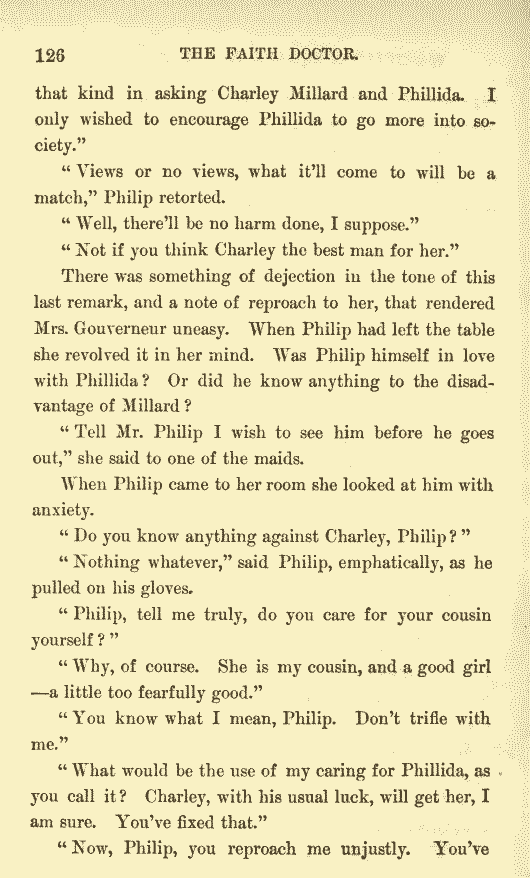 126 THE FAITH DOCTOR.
that kind in asking Charley Millard and Phillida. I
only wished to encourage Phillida to go more into so-
ciety.”
“ Views or no views, what it’ll come to will be a
match,” Philip retorted.
“ Well, there’ll be no harm done, I suppose.”
“ Not if you think Charley the best man for her.”
There was something of dejection in the tone of this
last remark, and a note of reproach to her, that rendered
Mrs. Gouverneur uneasy. When Philip had left the table
she revolved it in her mind. Was Philip himself in love
with Phillida ? Or did he know anything to the disad-
vantage of Millard ?
“ Tell Mr. Philip I wish to see him before he goes
out,” she said to one of the maids.
When Philip came to her room she looked at him with
anxiety.
“ Do you know anything against Charley, Philip ? ”
“ Nothing whatever,” said Philip, emphatically, as he
pulled on his gloves.
“ Philip, tell me truly, do you care for your cousin
yourself ? ”
“ Why, of course. She is my cousin, and a good girl
—a little too fearfully good.”
“ You know what I mean, Philip. Don’t trifle with
me.”
“ What would be the use of my caring for Phillida, as
you call it ? Charley, with his usual luck, will get her, I
am sure. You’ve fixed that.”
“ Now, Philip, you reproach me unjustly. You’ve